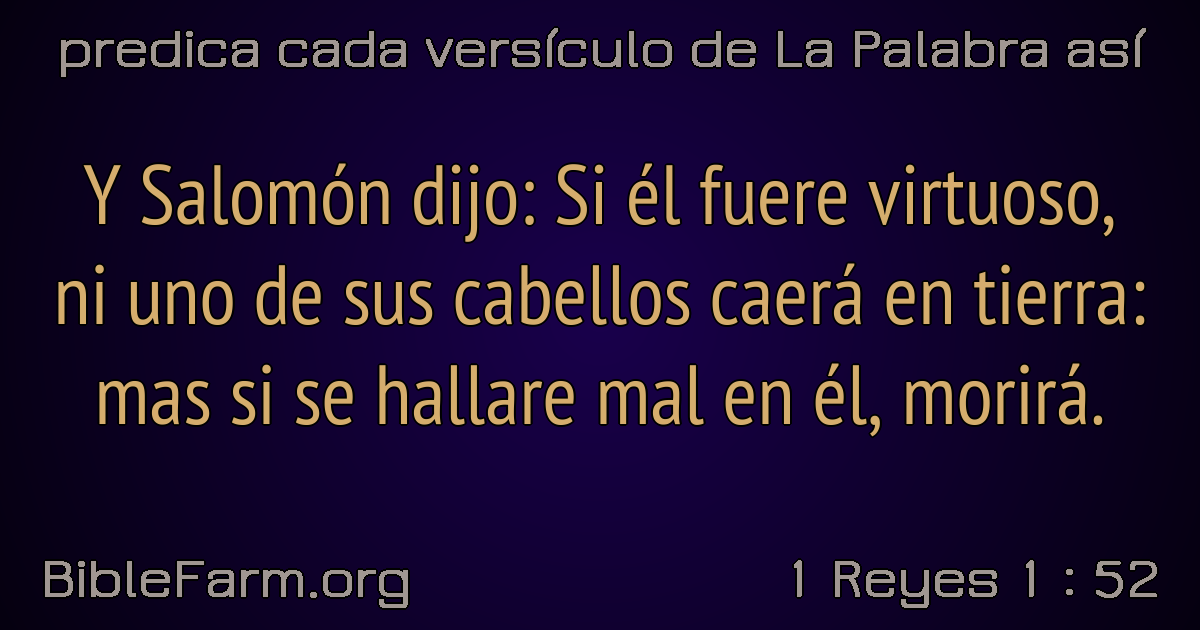 predica cada versículo de La Palabra así
Y Salomón dijo: Si él fuere virtuoso,
ni uno de sus cabellos caerá en tierra:
mas si se hallare mal en él, morirá.
BibleFarm.org
1 Reyes 1 : 52